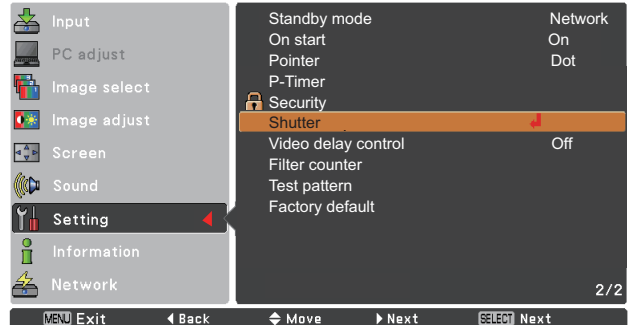 Input
PC adjust
Image select
Image adjust
Screen
Sound
Setting
Information
Network
Standby mode Network
On start On
Pointer Dot
P-Timer
Security
Shutter
Video delay control Off
Filter counter
Test pattern
Factory default
2/2
MENU Exit Back Move Next SELECT Next